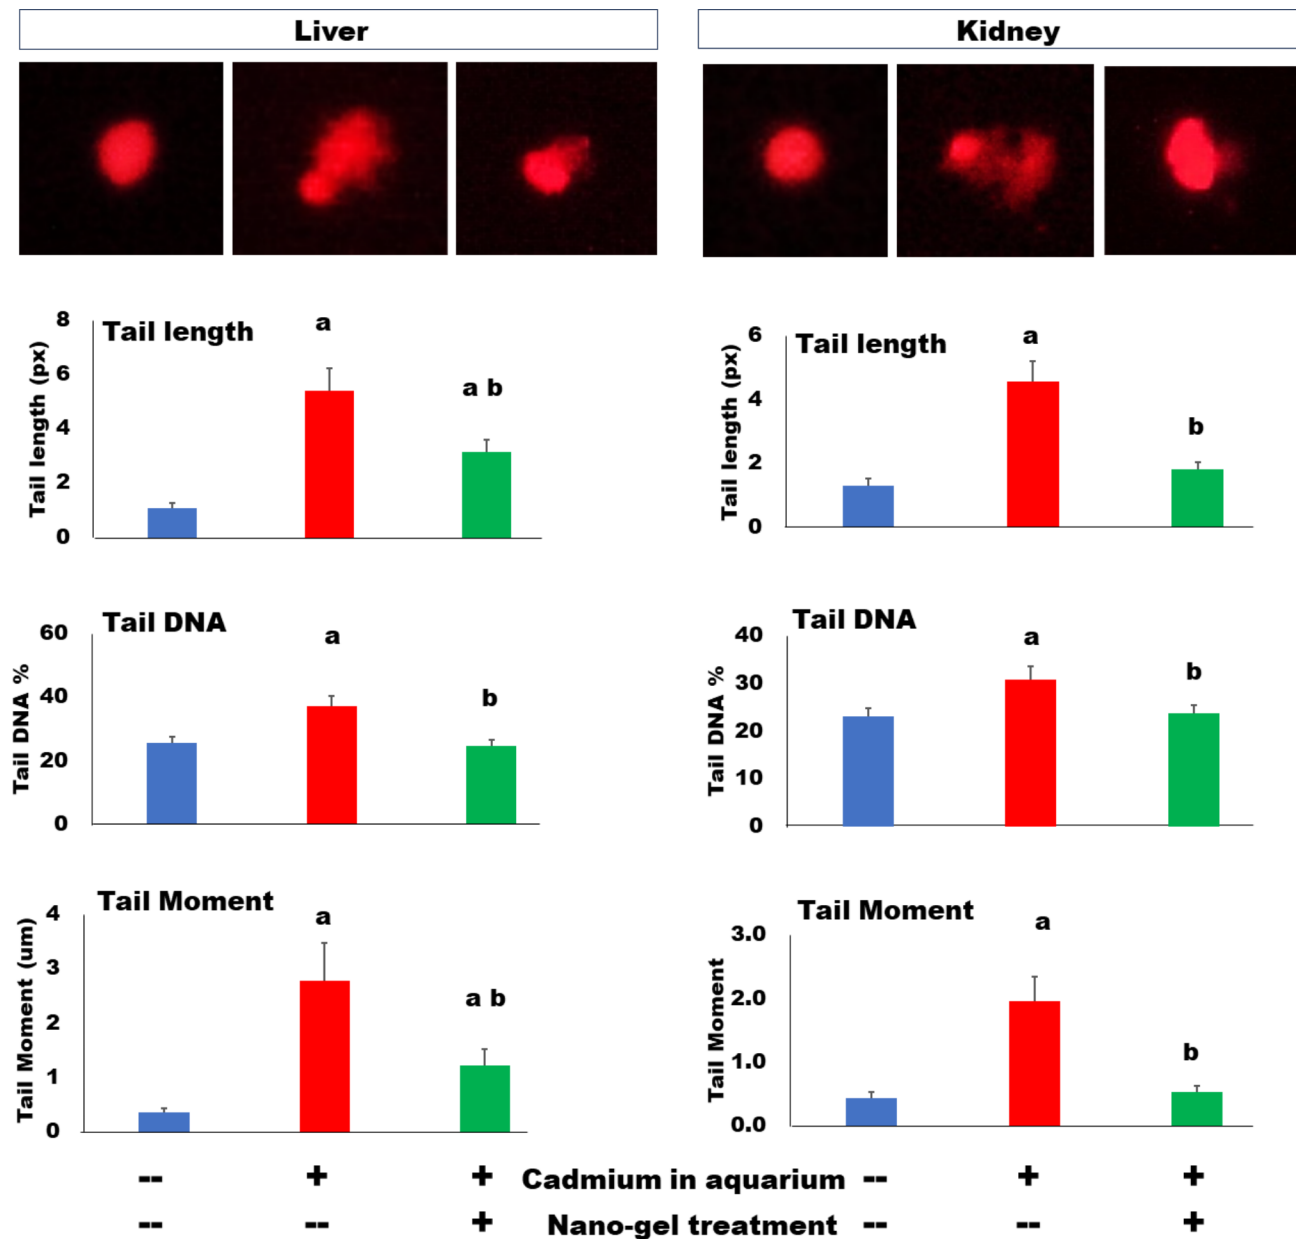 Liver
Kidney
Tail length
a
a b
Tail length (px)
8
6
4
2
0
Tail length
a
b
Tail length (px)
6
4
2
0
Tail DNA
a
b
Tail DNA %
60
40
20
0
Tail DNA
a
b
Tail DNA %
40
30
20
10
0
Tail Moment
a
a b
Tail Moment (um)
4
3
2
1
0
Tail Moment
a
b
Tail Moment
3.0
2.0
1.0
0.0
-- + + Cadmium in aquarium -- + +
-- -- + Nano-gel treatment -- -- +